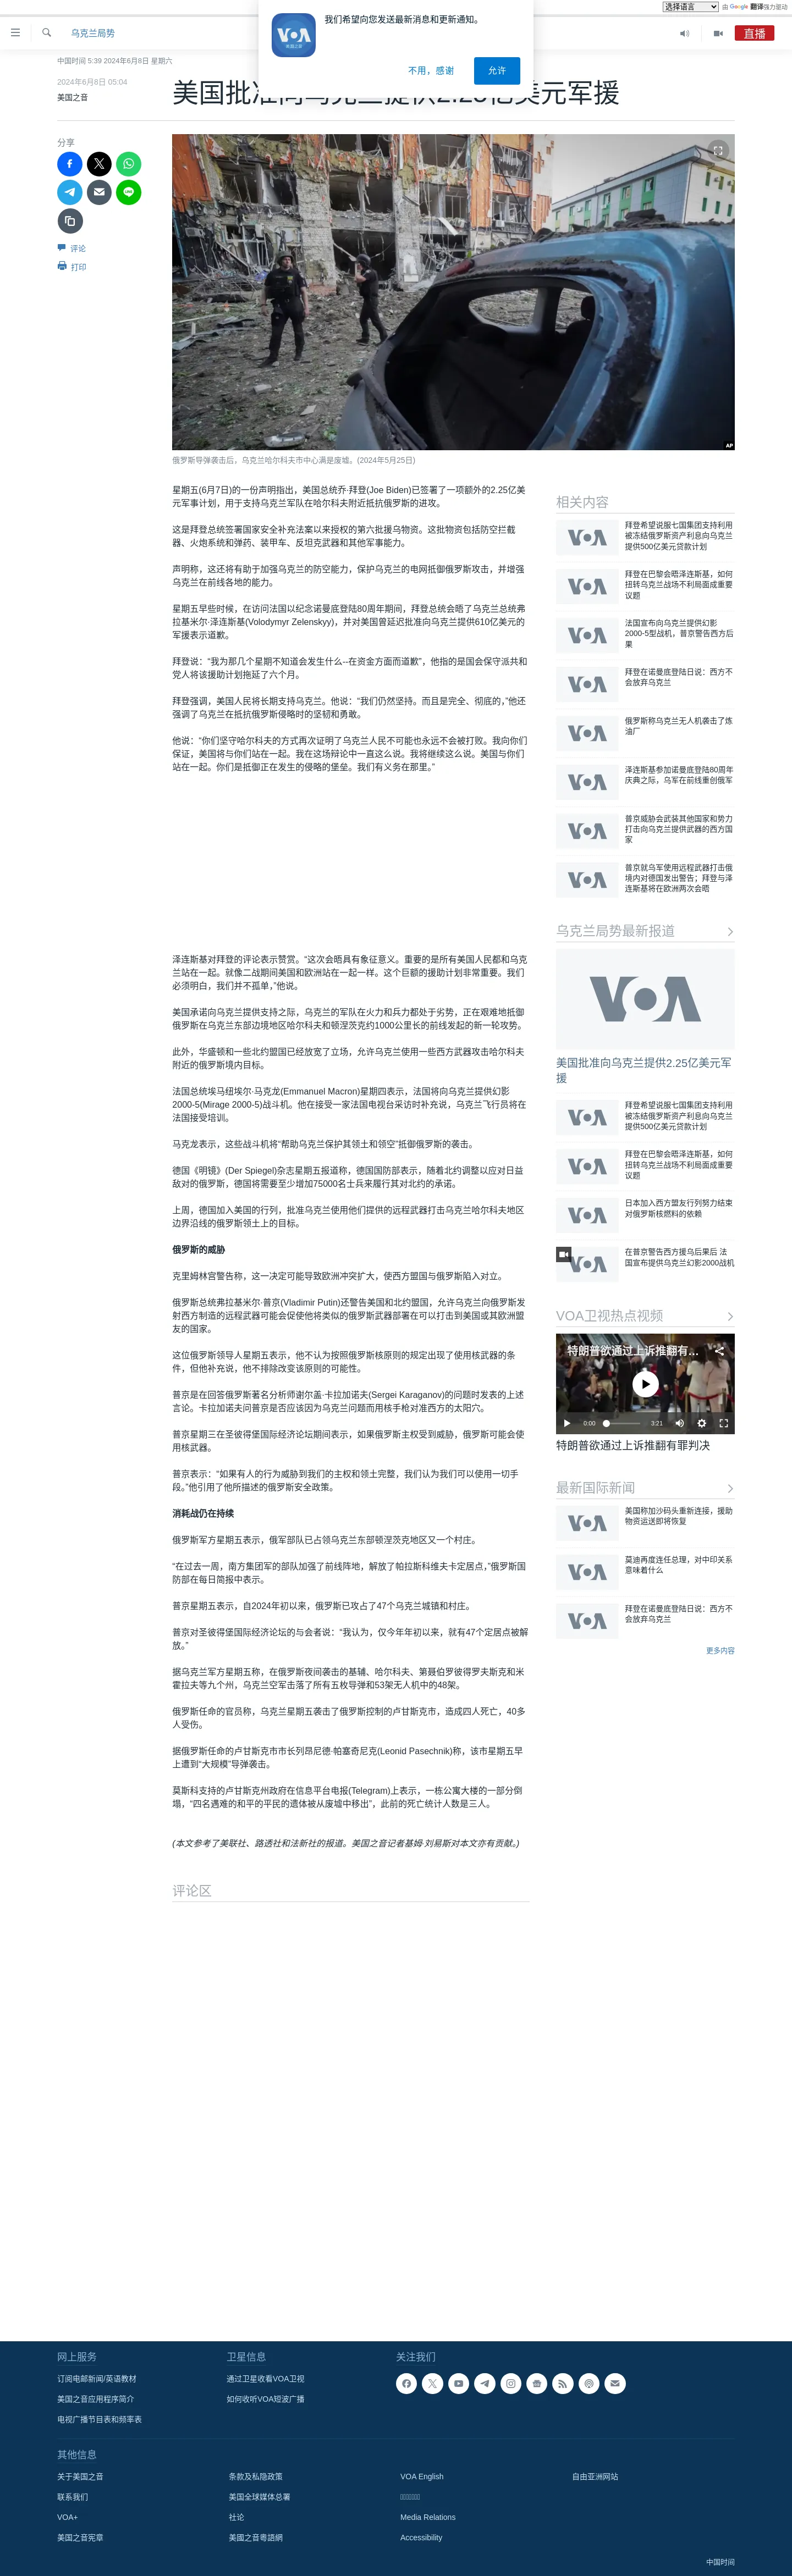 选择语言 由 Google 翻译强力驱动
我们希望向您发送最新消息和更新通知。
不用，感谢
允许
乌克兰局势
直播
中国时间 5:39 2024年6月8日 星期六
2024年6月8日 05:04
美国之音
美国批准向乌克兰提供2.25亿美元军援
分享
评论
打印
AP
俄罗斯导弹袭击后，乌克兰哈尔科夫市中心满是废墟。(2024年5月25日)
星期五(6月7日)的一份声明指出，美国总统乔·拜登(Joe Biden)已签署了一项额外的2.25亿美
元军事计划，用于支持乌克兰军队在哈尔科夫附近抵抗俄罗斯的进攻。
这是拜登总统签署国家安全补充法案以来授权的第六批援乌物资。这批物资包括防空拦截
器、火炮系统和弹药、装甲车、反坦克武器和其他军事能力。
声明称，这还将有助于加强乌克兰的防空能力，保护乌克兰的电网抵御俄罗斯攻击，并增强
乌克兰在前线各地的能力。
星期五早些时候，在访问法国以纪念诺曼底登陆80周年期间，拜登总统会晤了乌克兰总统弗
拉基米尔·泽连斯基(Volodymyr Zelenskyy)，并对美国曾延迟批准向乌克兰提供610亿美元的
军援表示道歉。
拜登说：“我为那几个星期不知道会发生什么--在资金方面而道歉”，他指的是国会保守派共和
党人将该援助计划拖延了六个月。
拜登强调，美国人民将长期支持乌克兰。他说：“我们仍然坚持。而且是完全、彻底的，”他还
强调了乌克兰在抵抗俄罗斯侵略时的坚韧和勇敢。
他说：“你们坚守哈尔科夫的方式再次证明了乌克兰人民不可能也永远不会被打败。我向你们
保证，美国将与你们站在一起。我在这场辩论中一直这么说。我将继续这么说。美国与你们
站在一起。你们是抵御正在发生的侵略的堡垒。我们有义务在那里。”
泽连斯基对拜登的评论表示赞赏。“这次会晤具有象征意义。重要的是所有美国人民都和乌克
兰站在一起。就像二战期间美国和欧洲站在一起一样。这个巨额的援助计划非常重要。我们
必须明白，我们并不孤单，”他说。
美国承诺向乌克兰提供支持之际，乌克兰的军队在火力和兵力都处于劣势，正在艰难地抵御
俄罗斯在乌克兰东部边境地区哈尔科夫和顿涅茨克约1000公里长的前线发起的新一轮攻势。
此外，华盛顿和一些北约盟国已经放宽了立场，允许乌克兰使用一些西方武器攻击哈尔科夫
附近的俄罗斯境内目标。
法国总统埃马纽埃尔·马克龙(Emmanuel Macron)星期四表示，法国将向乌克兰提供幻影
2000-5(Mirage 2000-5)战斗机。他在接受一家法国电视台采访时补充说，乌克兰飞行员将在
法国接受培训。
马克龙表示，这些战斗机将“帮助乌克兰保护其领土和领空”抵御俄罗斯的袭击。
德国《明镜》(Der Spiegel)杂志星期五报道称，德国国防部表示，随着北约调整以应对日益
敌对的俄罗斯，德国将需要至少增加75000名士兵来履行其对北约的承诺。
上周，德国加入美国的行列，批准乌克兰使用他们提供的远程武器打击乌克兰哈尔科夫地区
边界沿线的俄罗斯领土上的目标。
俄罗斯的威胁
克里姆林宫警告称，这一决定可能导致欧洲冲突扩大，使西方盟国与俄罗斯陷入对立。
俄罗斯总统弗拉基米尔·普京(Vladimir Putin)还警告美国和北约盟国，允许乌克兰向俄罗斯发
射西方制造的远程武器可能会促使他将类似的俄罗斯武器部署在可以打击到美国或其欧洲盟
友的国家。
这位俄罗斯领导人星期五表示，他不认为按照俄罗斯核原则的规定出现了使用核武器的条
件，但他补充说，他不排除改变该原则的可能性。
普京是在回答俄罗斯著名分析师谢尔盖·卡拉加诺夫(Sergei Karaganov)的问题时发表的上述
言论。卡拉加诺夫问普京是否应该因为乌克兰问题而用核手枪对准西方的太阳穴。
普京星期三在圣彼得堡国际经济论坛期间表示，如果俄罗斯主权受到威胁，俄罗斯可能会使
用核武器。
普京表示：“如果有人的行为威胁到我们的主权和领土完整，我们认为我们可以使用一切手
段。”他引用了他所描述的俄罗斯安全政策。
消耗战仍在持续
俄罗斯军方星期五表示，俄军部队已占领乌克兰东部顿涅茨克地区又一个村庄。
“在过去一周，南方集团军的部队加强了前线阵地，解放了帕拉斯科维夫卡定居点，”俄罗斯国
防部在每日简报中表示。
普京星期五表示，自2024年初以来，俄罗斯已攻占了47个乌克兰城镇和村庄。
普京对圣彼得堡国际经济论坛的与会者说：“我认为，仅今年年初以来，就有47个定居点被解
放。”
据乌克兰军方星期五称，在俄罗斯夜间袭击的基辅、哈尔科夫、第聂伯罗彼得罗夫斯克和米
霍拉夫等九个州，乌克兰空军击落了所有五枚导弹和53架无人机中的48架。
俄罗斯任命的官员称，乌克兰星期五袭击了俄罗斯控制的卢甘斯克市，造成四人死亡，40多
人受伤。
据俄罗斯任命的卢甘斯克市市长列昂尼德·帕塞奇尼克(Leonid Pasechnik)称，该市星期五早
上遭到“大规模”导弹袭击。
莫斯科支持的卢甘斯克州政府在信息平台电报(Telegram)上表示，一栋公寓大楼的一部分倒
塌，“四名遇难的和平的平民的遗体被从废墟中移出”，此前的死亡统计人数是三人。
(本文参考了美联社、路透社和法新社的报道。美国之音记者基姆·刘易斯对本文亦有贡献。)
评论区
相关内容
拜登希望说服七国集团支持利用
被冻结俄罗斯资产利息向乌克兰
提供500亿美元贷款计划
拜登在巴黎会晤泽连斯基，如何
扭转乌克兰战场不利局面成重要
议题
法国宣布向乌克兰提供幻影
2000-5型战机，普京警告西方后
果
拜登在诺曼底登陆日说：西方不
会放弃乌克兰
俄罗斯称乌克兰无人机袭击了炼
油厂
泽连斯基参加诺曼底登陆80周年
庆典之际，乌军在前线重创俄军
普京威胁会武装其他国家和势力
打击向乌克兰提供武器的西方国
家
普京就乌军使用远程武器打击俄
境内对德国发出警告；拜登与泽
连斯基将在欧洲两次会晤
乌克兰局势最新报道
VOA
美国批准向乌克兰提供2.25亿美元军
援
拜登希望说服七国集团支持利用
被冻结俄罗斯资产利息向乌克兰
提供500亿美元贷款计划
拜登在巴黎会晤泽连斯基，如何
扭转乌克兰战场不利局面成重要
议题
日本加入西方盟友行列努力结束
对俄罗斯核燃料的依赖
在普京警告西方援乌后果后 法
国宣布提供乌克兰幻影2000战机
VOA卫视热点视频
特朗普欲通过上诉推翻有...
0:00 3:21
特朗普欲通过上诉推翻有罪判决
最新国际新闻
美国称加沙码头重新连接，援助
物资运送即将恢复
莫迪再度连任总理，对中印关系
意味着什么
拜登在诺曼底登陆日说：西方不
会放弃乌克兰
更多内容
网上服务
订阅电邮新闻/英语教材
美国之音应用程序简介
电视广播节目表和频率表
卫星信息
通过卫星收看VOA卫视
如何收听VOA短波广播
关注我们
其他信息
关于美国之音
联系我们
VOA+
美国之音宪章
条款及私隐政策
美国全球媒体总署
社论
美國之音粵語網
VOA English
Media Relations
Accessibility
自由亚洲网站
中国时间